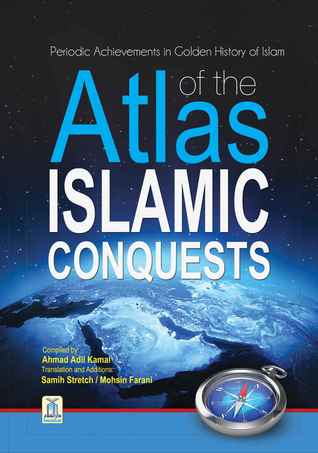 Periodic Achievements in Golden History of Islam
of the
Atlas
ISLAMIC
CONQUESTS
Compiled by:
Ahmad Adil Kamal
Translation and Additions:
Samih Stretch / Mohsin Farani